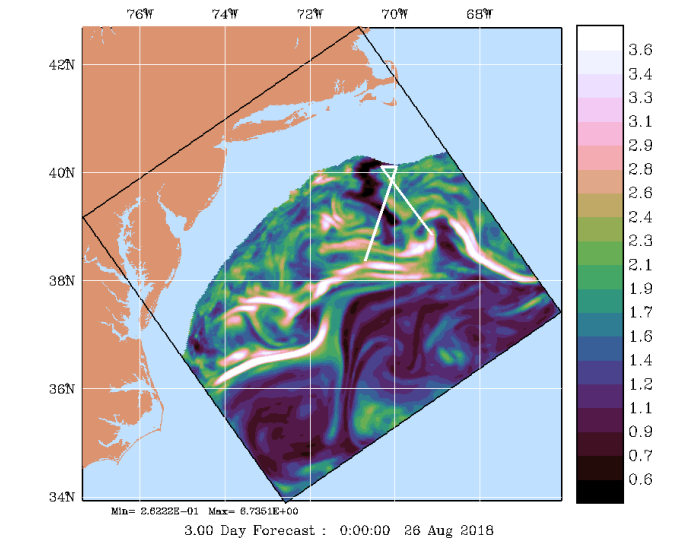 76W 74W 72W 70W 68W
42N
40N
38N
36N
34N
3.6
3.4
3.3
3.1
2.9
2.8
2.6
2.4
2.3
2.1
1.9
1.7
1.6
1.4
1.2
1.1
0.9
0.7
0.6
Min= 2.6222E-01 Max= 6.7351E+00
3.00 Day Forecast : 0:00:00 26 Aug 2018